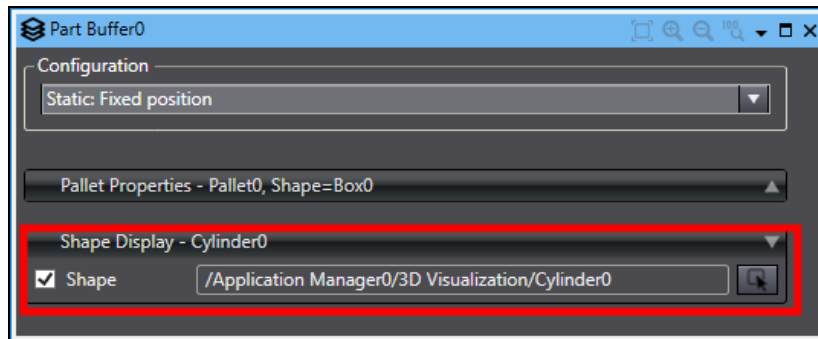 Part Buffer0
Configuration
Static: Fixed position
Pallet Properties - Pallet0, Shape=Box0
Shape Display - Cylinder0
Shape /Application Manager0/3D Visualization/Cylinder0